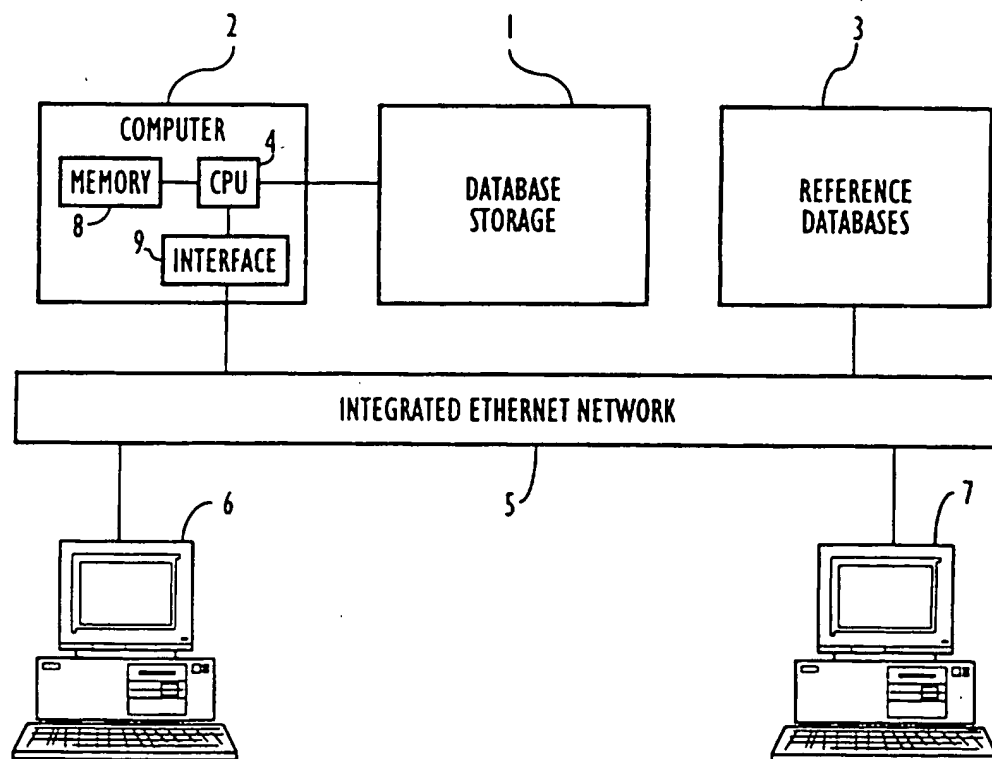 2
1
3
COMPUTER
4
MEMORY
CPU
8
9
INTERFACE
DATABASE
STORAGE
REFERENCE
DATABASES
INTEGRATED ETHERNET NETWORK
6
5
7